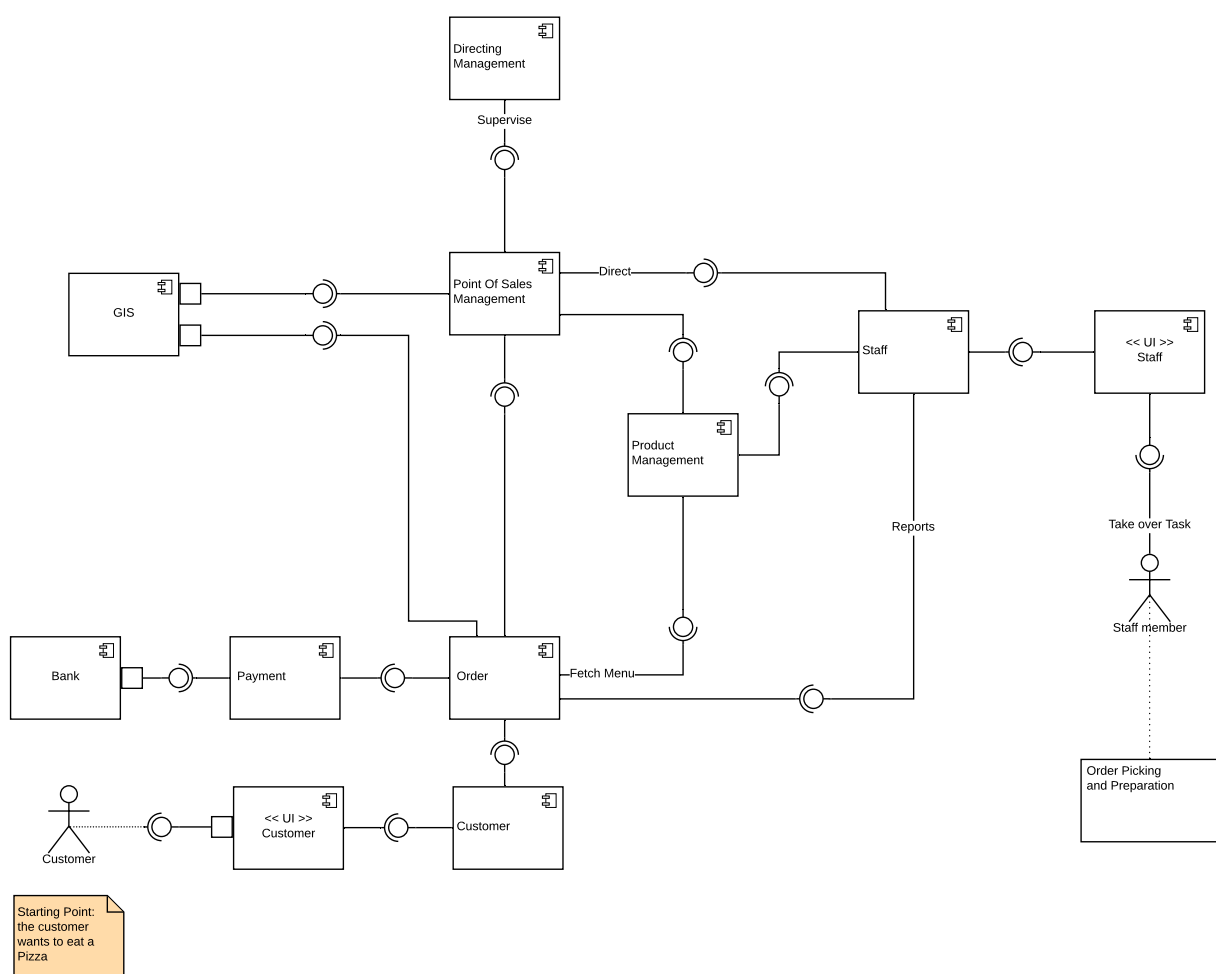 Directing
Management
Supervise
Point Of Sales
Management
Direct
GIS
Staff
<< UI >>
Staff
Product
Management
Reports
Take over Task
Staff member
Bank
Payment
Order
Fetch Menu
Order Picking
and Preparation
<< UI >>
Customer
Customer
Customer
Starting Point:
the customer
wants to eat a
Pizza